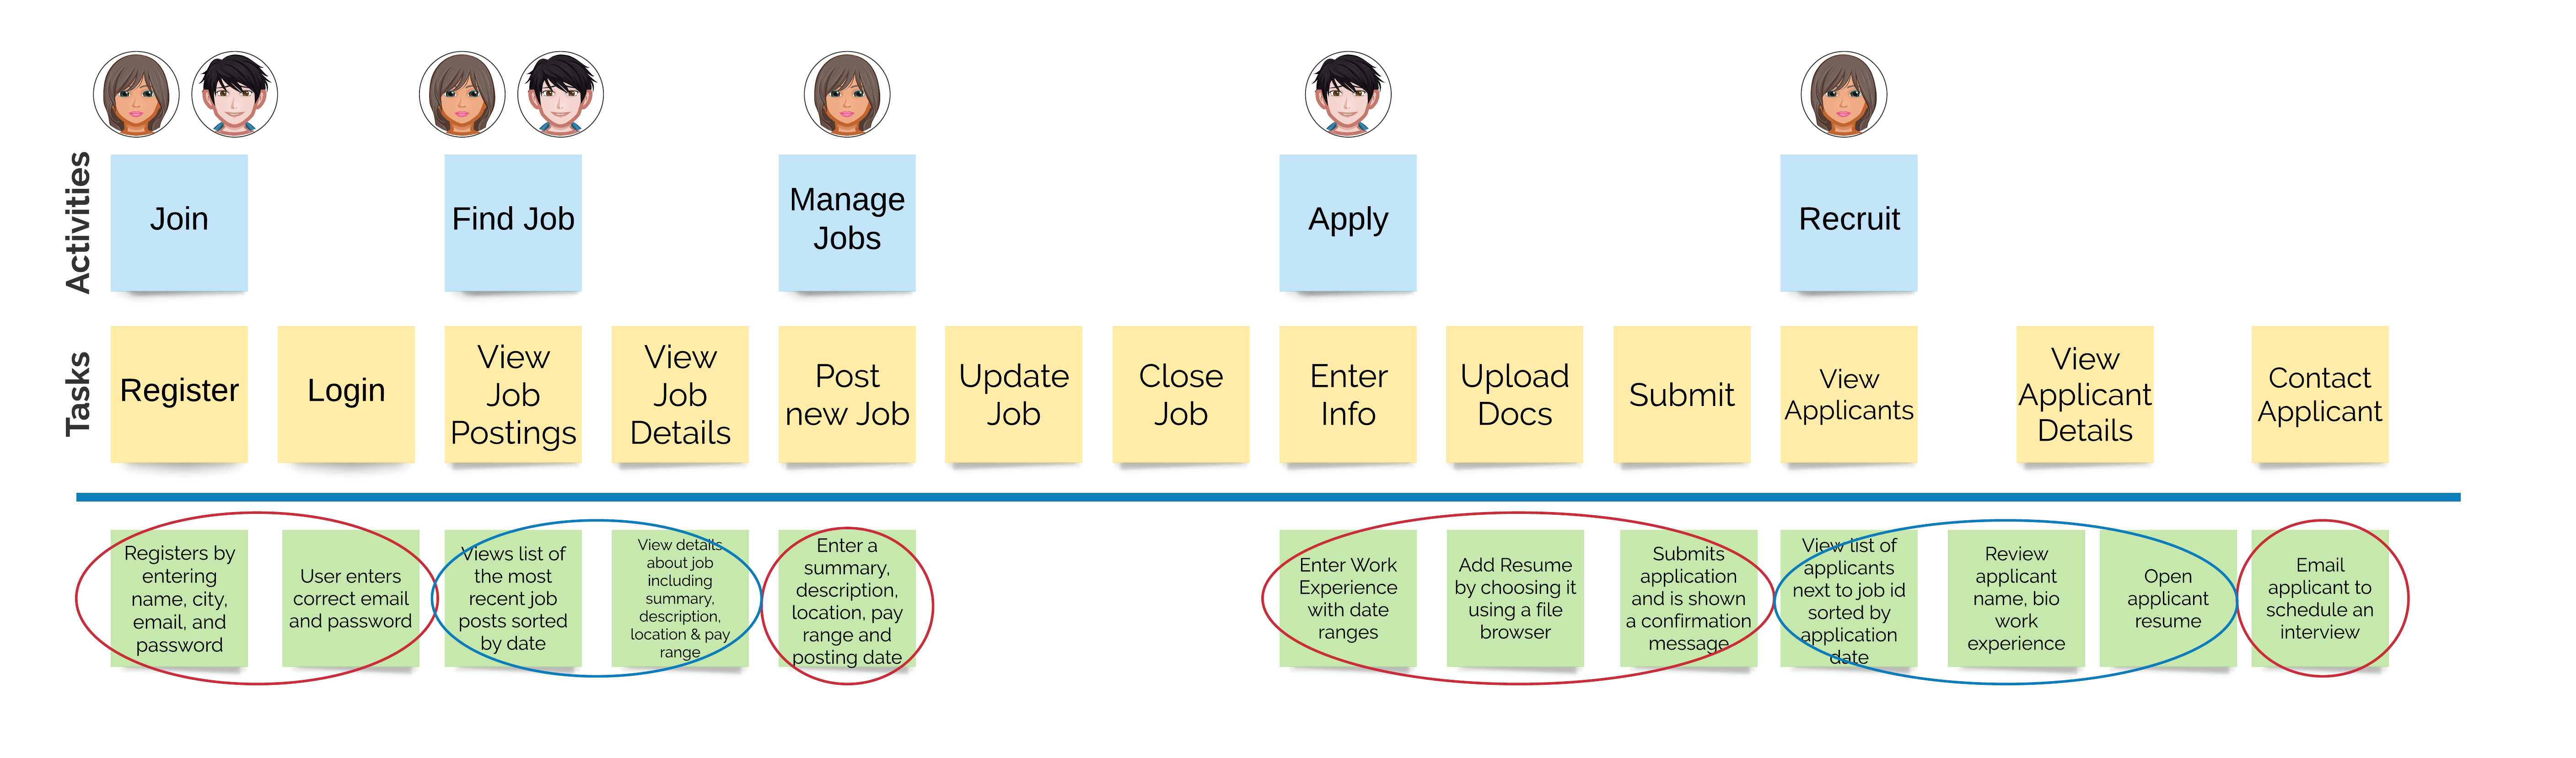 Activities
Join
Find Job
Manage
Jobs
Apply
Recruit
Tasks
Register
Login
View
Job
Postings
View
Job
Details
Post
new Job
Update
Job
Close
Job
Enter
Info
Upload
Docs
Submit
View
Applicants
View
Applicant
Details
Contact
Applicant
Registers by
entering
name, city,
email, and
password
User enters
correct email
and password
Views list of
the most
recent job
posts sorted
by date
View details
about job
including
summary,
description,
location & pay
range
Enter a
summary,
description,
location, pay
range and
posting date
Enter Work
Experience
with date
ranges
Add Resume
by choosing it
using a file
browser
Submits
application
and is shown
a confirmation
message
View list of
applicants
next to job id
sorted by
application
date
Review
applicant
name, bio
work
experience
Open
applicant
resume
Email
applicant to
schedule an
interview